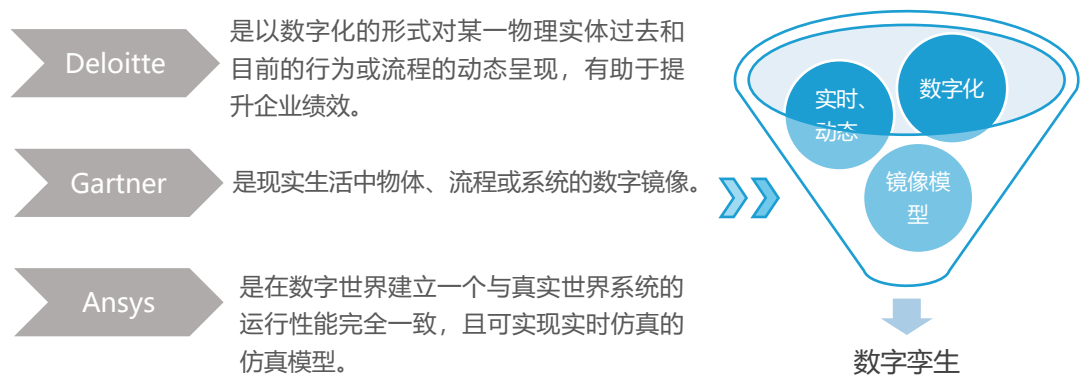 Deloitte
是以数字化的形式对某一物理实体过去和
目前的行为或流程的动态呈现，有助于提
升企业绩效。
Gartner
是现实生活中物体、流程或系统的数字镜像。
Ansys
是在数字世界建立一个与真实世界系统的
运行性能完全一致，且可实现实时仿真的
仿真模型。
实时、
动态
数字化
镜像模
型
数字孪生